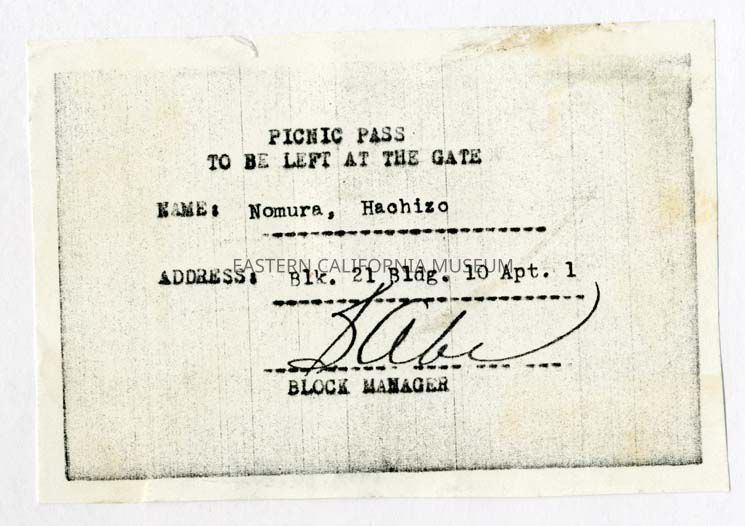 PICNIC PASS
TO BE LEFT AT THE GATE
NAME: Nomura, Hachizo
EASTERN CALIFORNIA MUSEUM
ADDRESS: Blk. 21 Bldg. 10 Apt. 1
Abe
BLOCK MANAGER